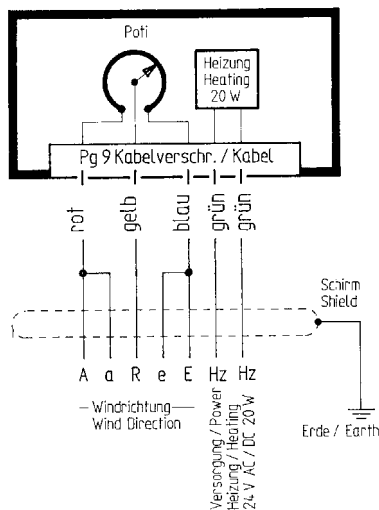 Poti
Heizung
Heating
20 W
Pg 9 Kabelverschr. / Kabel
rot
gelb
blau
grün
grün
Schirm
Shield
A a R e E Hz Hz
Windrichtung
Wind Direction
Versorgung / Power
Heizung / Heating
24 V AC / DC 20 W
Erde / Earth